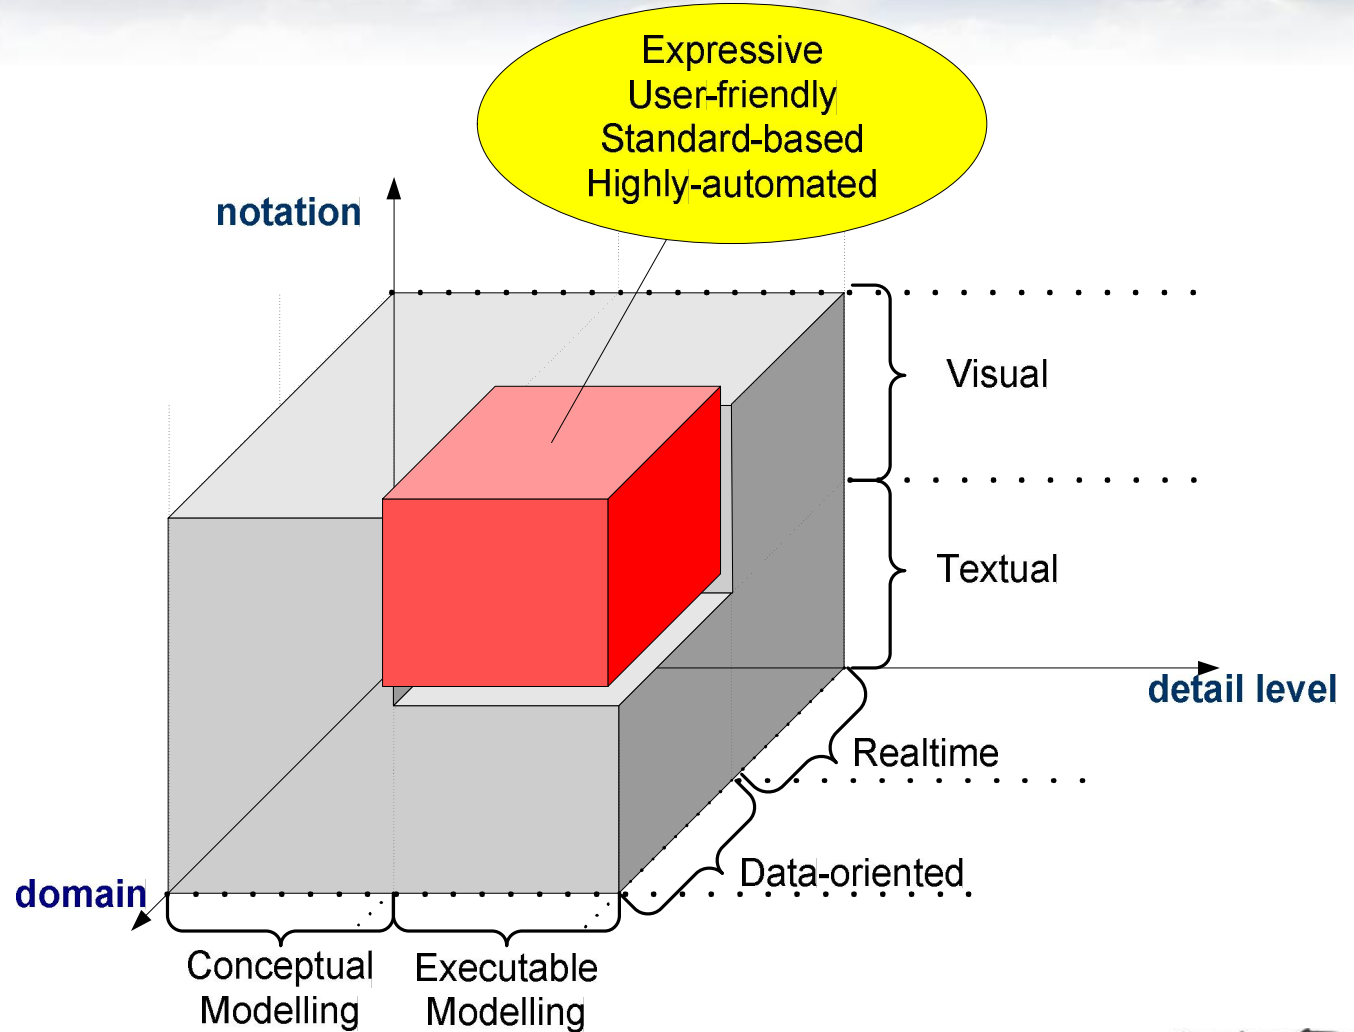 Expressive
User-friendly
Standard-based
Highly-automated
notation
Visual
Textual
detail level
Realtime
Data-oriented
domain
Conceptual
Modelling
Executable
Modelling